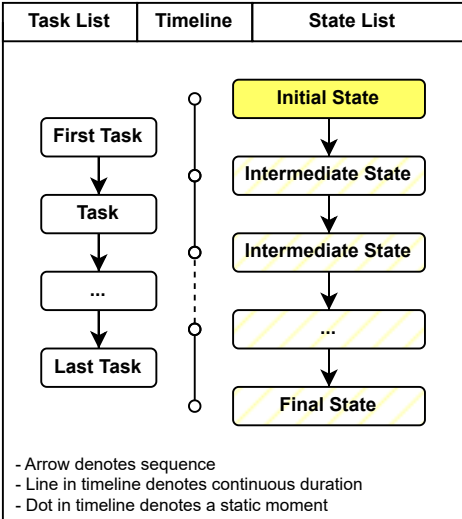 Task List
Timeline
State List
Initial State
First Task
Intermediate State
Task
Intermediate State
...
...
Last Task
Final State
- Arrow denotes sequence
- Line in timeline denotes continuous duration
- Dot in timeline denotes a static moment